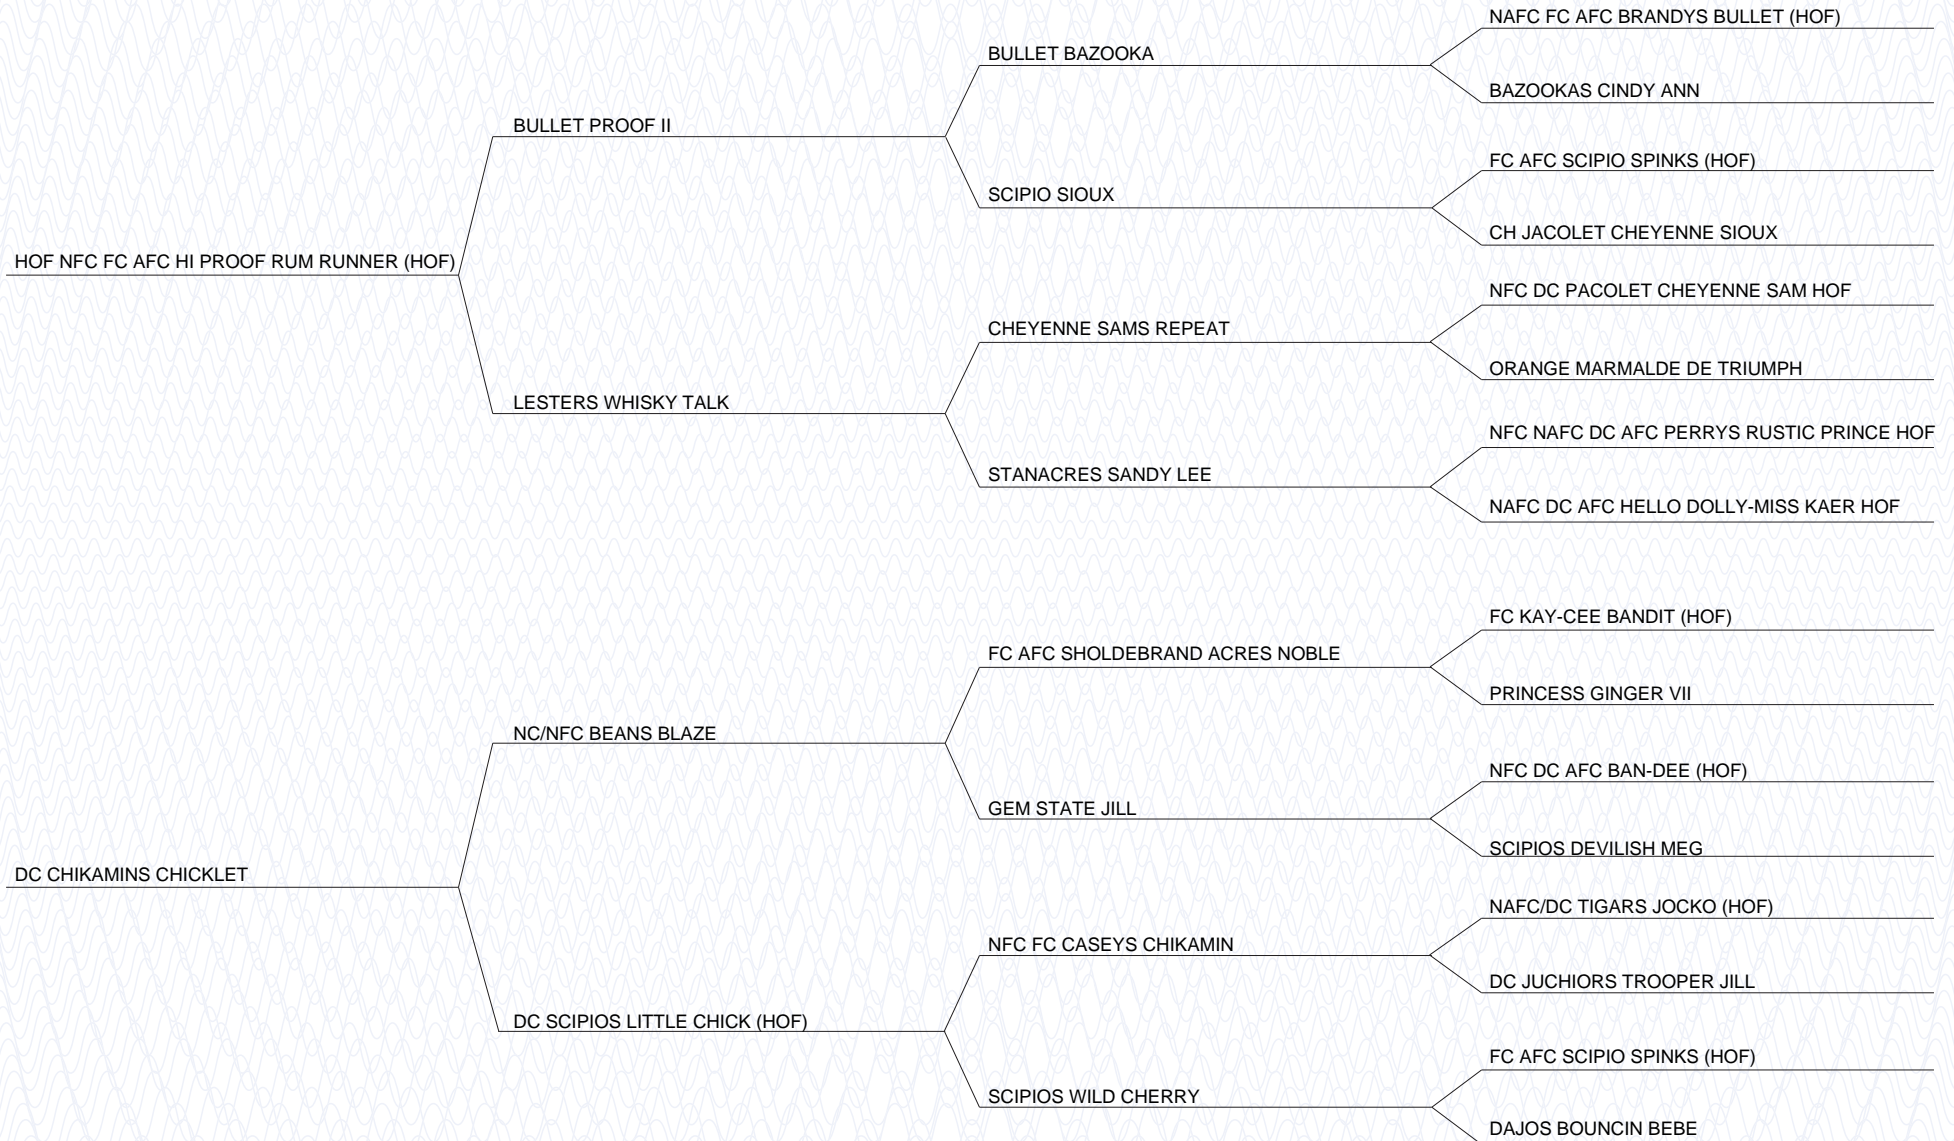 NAFC FC AFC BRANDYS BULLET (HOF)
BULLET BAZOOKA
BAZOOKAS CINDY ANN
BULLET PROOF II
FC AFC SCIPIO SPINKS (HOF)
SCIPIO SIOUX
CH JACOLET CHEYENNE SIOUX
HOF NFC FC AFC HI PROOF RUM RUNNER (HOF)
NFC DC PACOLET CHEYENNE SAM HOF
CHEYENNE SAMS REPEAT
ORANGE MARMALDE DE TRIUMPH
LESTERS WHISKY TALK
NFC NAFC DC AFC PERRYS RUSTIC PRINCE HOF
STANACRES SANDY LEE
NAFC DC AFC HELLO DOLLY-MISS KAER HOF
FC KAY-CEE BANDIT (HOF)
FC AFC SHOLDEBRAND ACRES NOBLE
PRINCESS GINGER VII
NC/NFC BEANS BLAZE
NFC DC AFC BAN-DEE (HOF)
GEM STATE JILL
SCIPIOS DEVILISH MEG
DC CHIKAMINS CHICKLET
NAFC/DC TIGARS JOCKO (HOF)
NFC FC CASEYS CHIKAMIN
DC JUCHIORS TROOPER JILL
DC SCIPIOS LITTLE CHICK (HOF)
FC AFC SCIPIO SPINKS (HOF)
SCIPIOS WILD CHERRY
DAJOS BOUNCIN BEBE